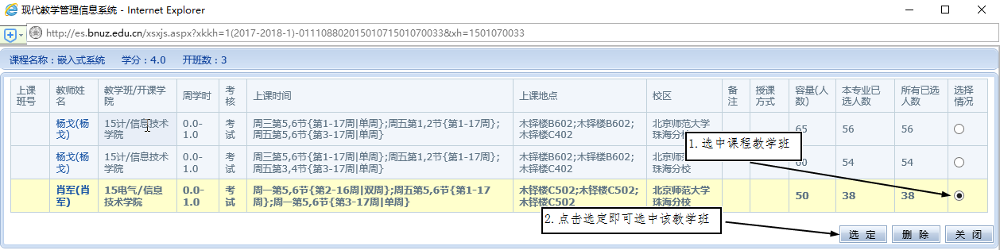 现代教学管理信息系统 - Internet Explorer
http://es.bnuz.edu.cn/xsxjs.aspx?xkkh=1(2017-2018-1)-01110880201501071501070033&xh=1501070033
课程名称：嵌入式系统 学分：4.0 开班数：3
上课班号 教师姓名 教学班/开课学院 周学时 考核 上课时间 上课地点 校区 备注 授课方式 容量(人数) 本专业已选人数 所有已选人数 选择情况
杨戈(杨 15计/信息技术 0.0- 考 周三第5,6节{第1-17周|单周};周五第1,2节{第1-17周}; 木铎楼B602;木铎楼B602; 北京师范大学 65 56 56
戈) 学院 1.0 试 周五第5,6节{第3-17周|单周} 木铎楼C402 珠海分校
1.选中课程教学班
杨戈(杨 15计/信息技术 0.0- 考 周三第5,6节{第1-17周|单周};周五第1,2节{第1-17周}; 木铎楼B602;木铎楼B602; 北京师范 60 54 54
戈) 学院 1.0 试 周五第3,4节{第3-17周|单周} 木铎楼C402 珠海分校
肖军(肖 15电气/信息 0.0- 考 周一第5,6节{第2-16周|双周};周五第5,6节{第1-17 木铎楼C502;木铎楼C502; 北京师范大学 50 38 38
军) 技术学院 1.0 试 周};周一第5,6节{第3-17周|单周} 木铎楼C502 珠海分校
2.点击选定即可选中该教学班
选 定 删 除 关 闭